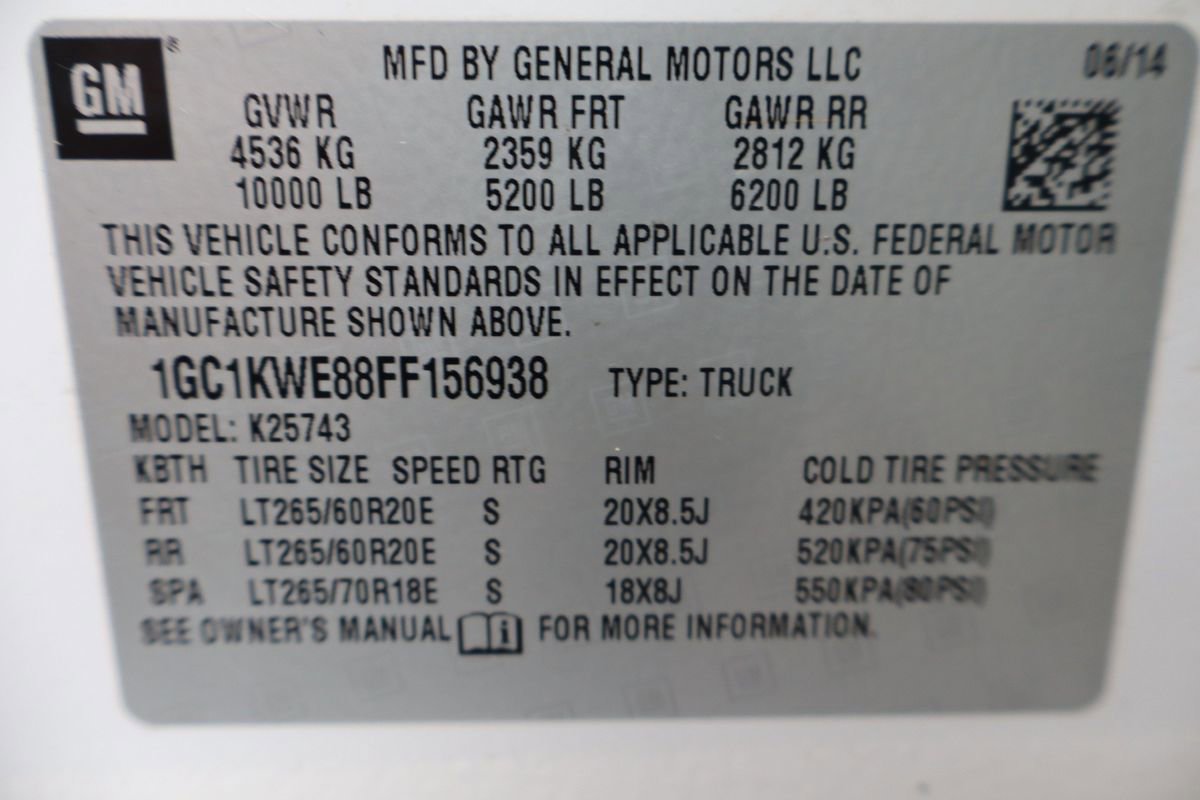 GM®
MFD BY GENERAL MOTORS LLC 06/14
GVWR GAWR FRT GAWR RR
4536 KG 2359 KG 2812 KG
10000 LB 5200 LB 6200 LB
THIS VEHICLE CONFORMS TO ALL APPLICABLE U.S. FEDERAL MOTOR
VEHICLE SAFETY STANDARDS IN EFFECT ON THE DATE OF
MANUFACTURE SHOWN ABOVE.
1GC1KWE88FF156938 TYPE: TRUCK
MODEL: K25743
KBTH TIRE SIZE SPEED RTG RIM COLD TIRE PRESSURE
FRT LT265/60R20E S 20X8.5J 420KPA(60PSI)
RR LT265/60R20E S 20X8.5J 520KPA(75PSI)
SPA LT265/70R18E S 18X8J 550KPA(80PSI)
SEE OWNER'S MANUAL i FOR MORE INFORMATION.